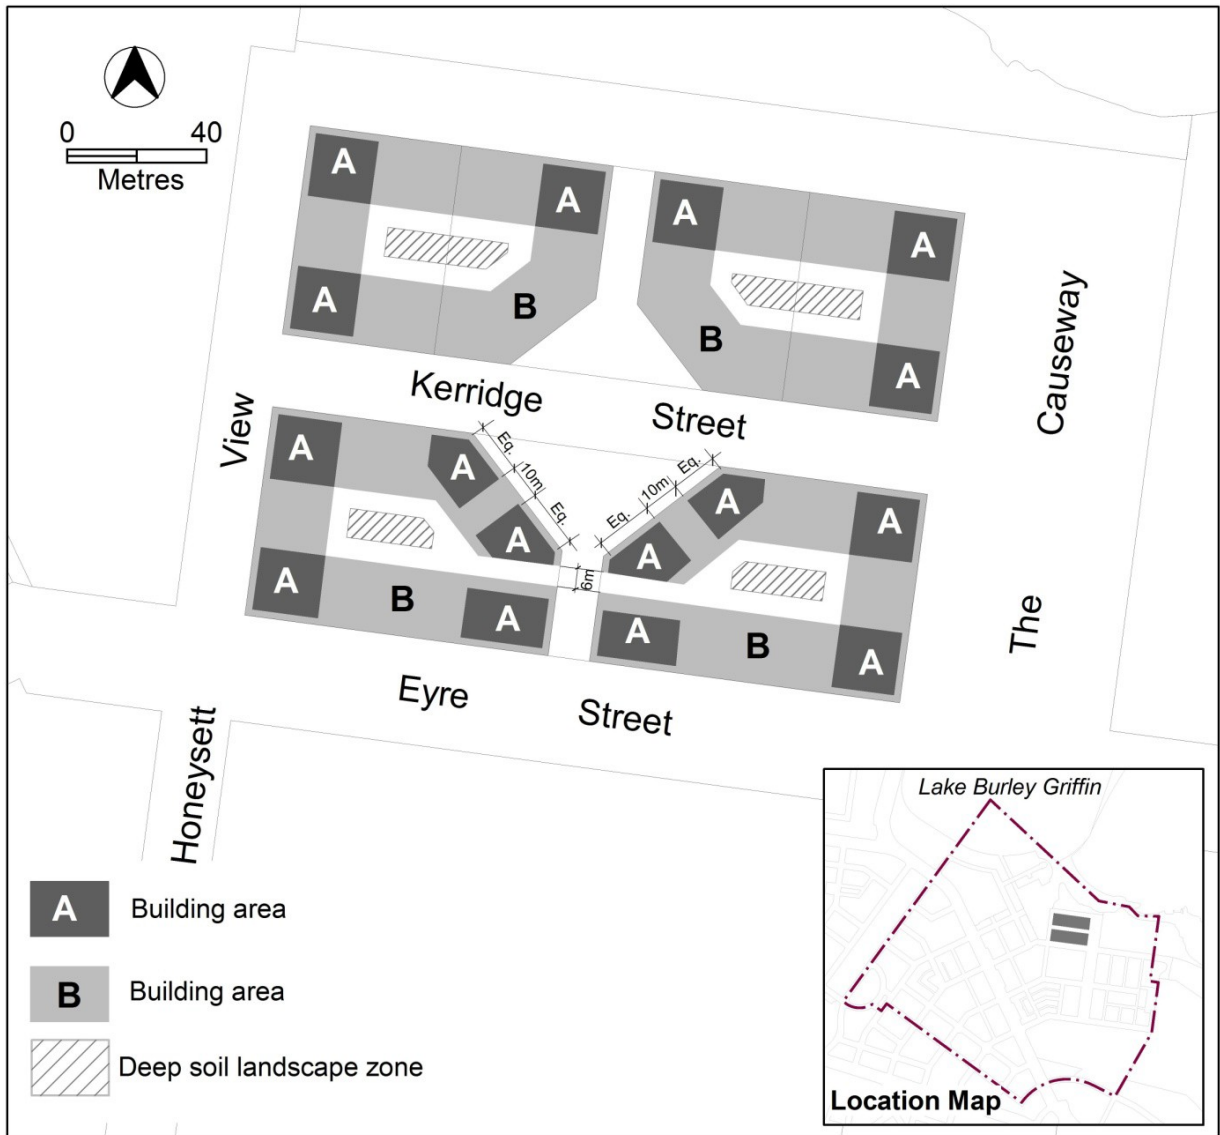 0 40
Metres
A
A
A
A
A
B
B
A
A
Kerridge Street
View
Causeway
Eq.
10m
Eq.
Eq.
10m
Eq.
A
A
A
A
A
A
6m
A
B
A
A
B
A
The
Eyre Street
Honeysett
A Building area
B Building area
Deep soil landscape zone
Lake Burley Griffin
Location Map